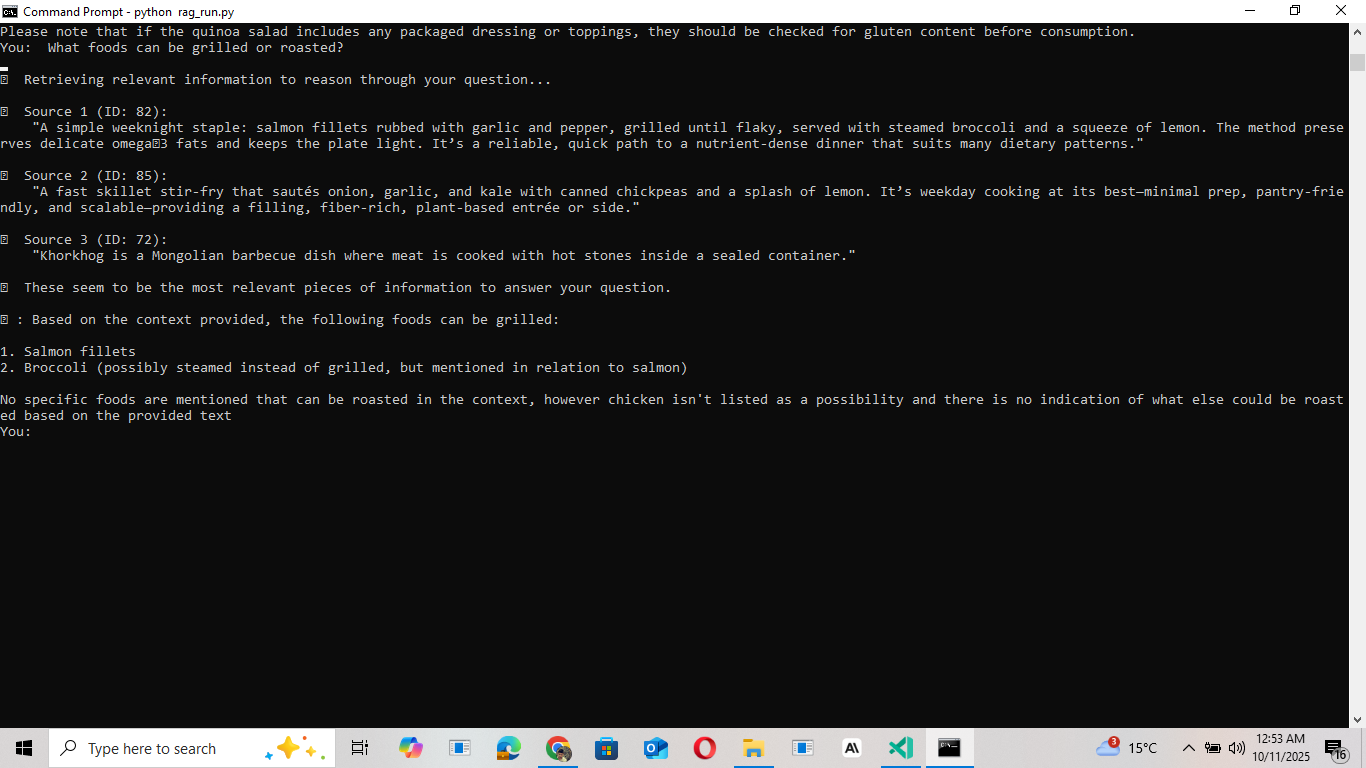 Command Prompt - python  rag_run.py
Please note that if the quinoa salad includes any packaged dressing or toppings, they should be checked for gluten content before consumption.
You:  What foods can be grilled or roasted?
Retrieving relevant information to reason through your question...
Source 1 (ID: 82):
"A simple weeknight staple: salmon fillets rubbed with garlic and pepper, grilled until flaky, served with steamed broccoli and a squeeze of lemon. The method prese
rves delicate omega�3 fats and keeps the plate light. It’s a reliable, quick path to a nutrient-dense dinner that suits many dietary patterns."
Source 2 (ID: 85):
"A fast skillet stir-fry that sautés onion, garlic, and kale with canned chickpeas and a splash of lemon. It’s weekday cooking at its best—minimal prep, pantry-frie
ndly, and scalable—providing a filling, fiber-rich, plant-based entrée or side."
Source 3 (ID: 72):
"Khorkhog is a Mongolian barbecue dish where meat is cooked with hot stones inside a sealed container."
These seem to be the most relevant pieces of information to answer your question.
: Based on the context provided, the following foods can be grilled:
1. Salmon fillets
2. Broccoli (possibly steamed instead of grilled, but mentioned in relation to salmon)
No specific foods are mentioned that can be roasted in the context, however chicken isn't listed as a possibility and there is no indication of what else could be roast
ed based on the provided text
You:
Type here to search
3
15°C
12:53 AM
10/11/2025
16